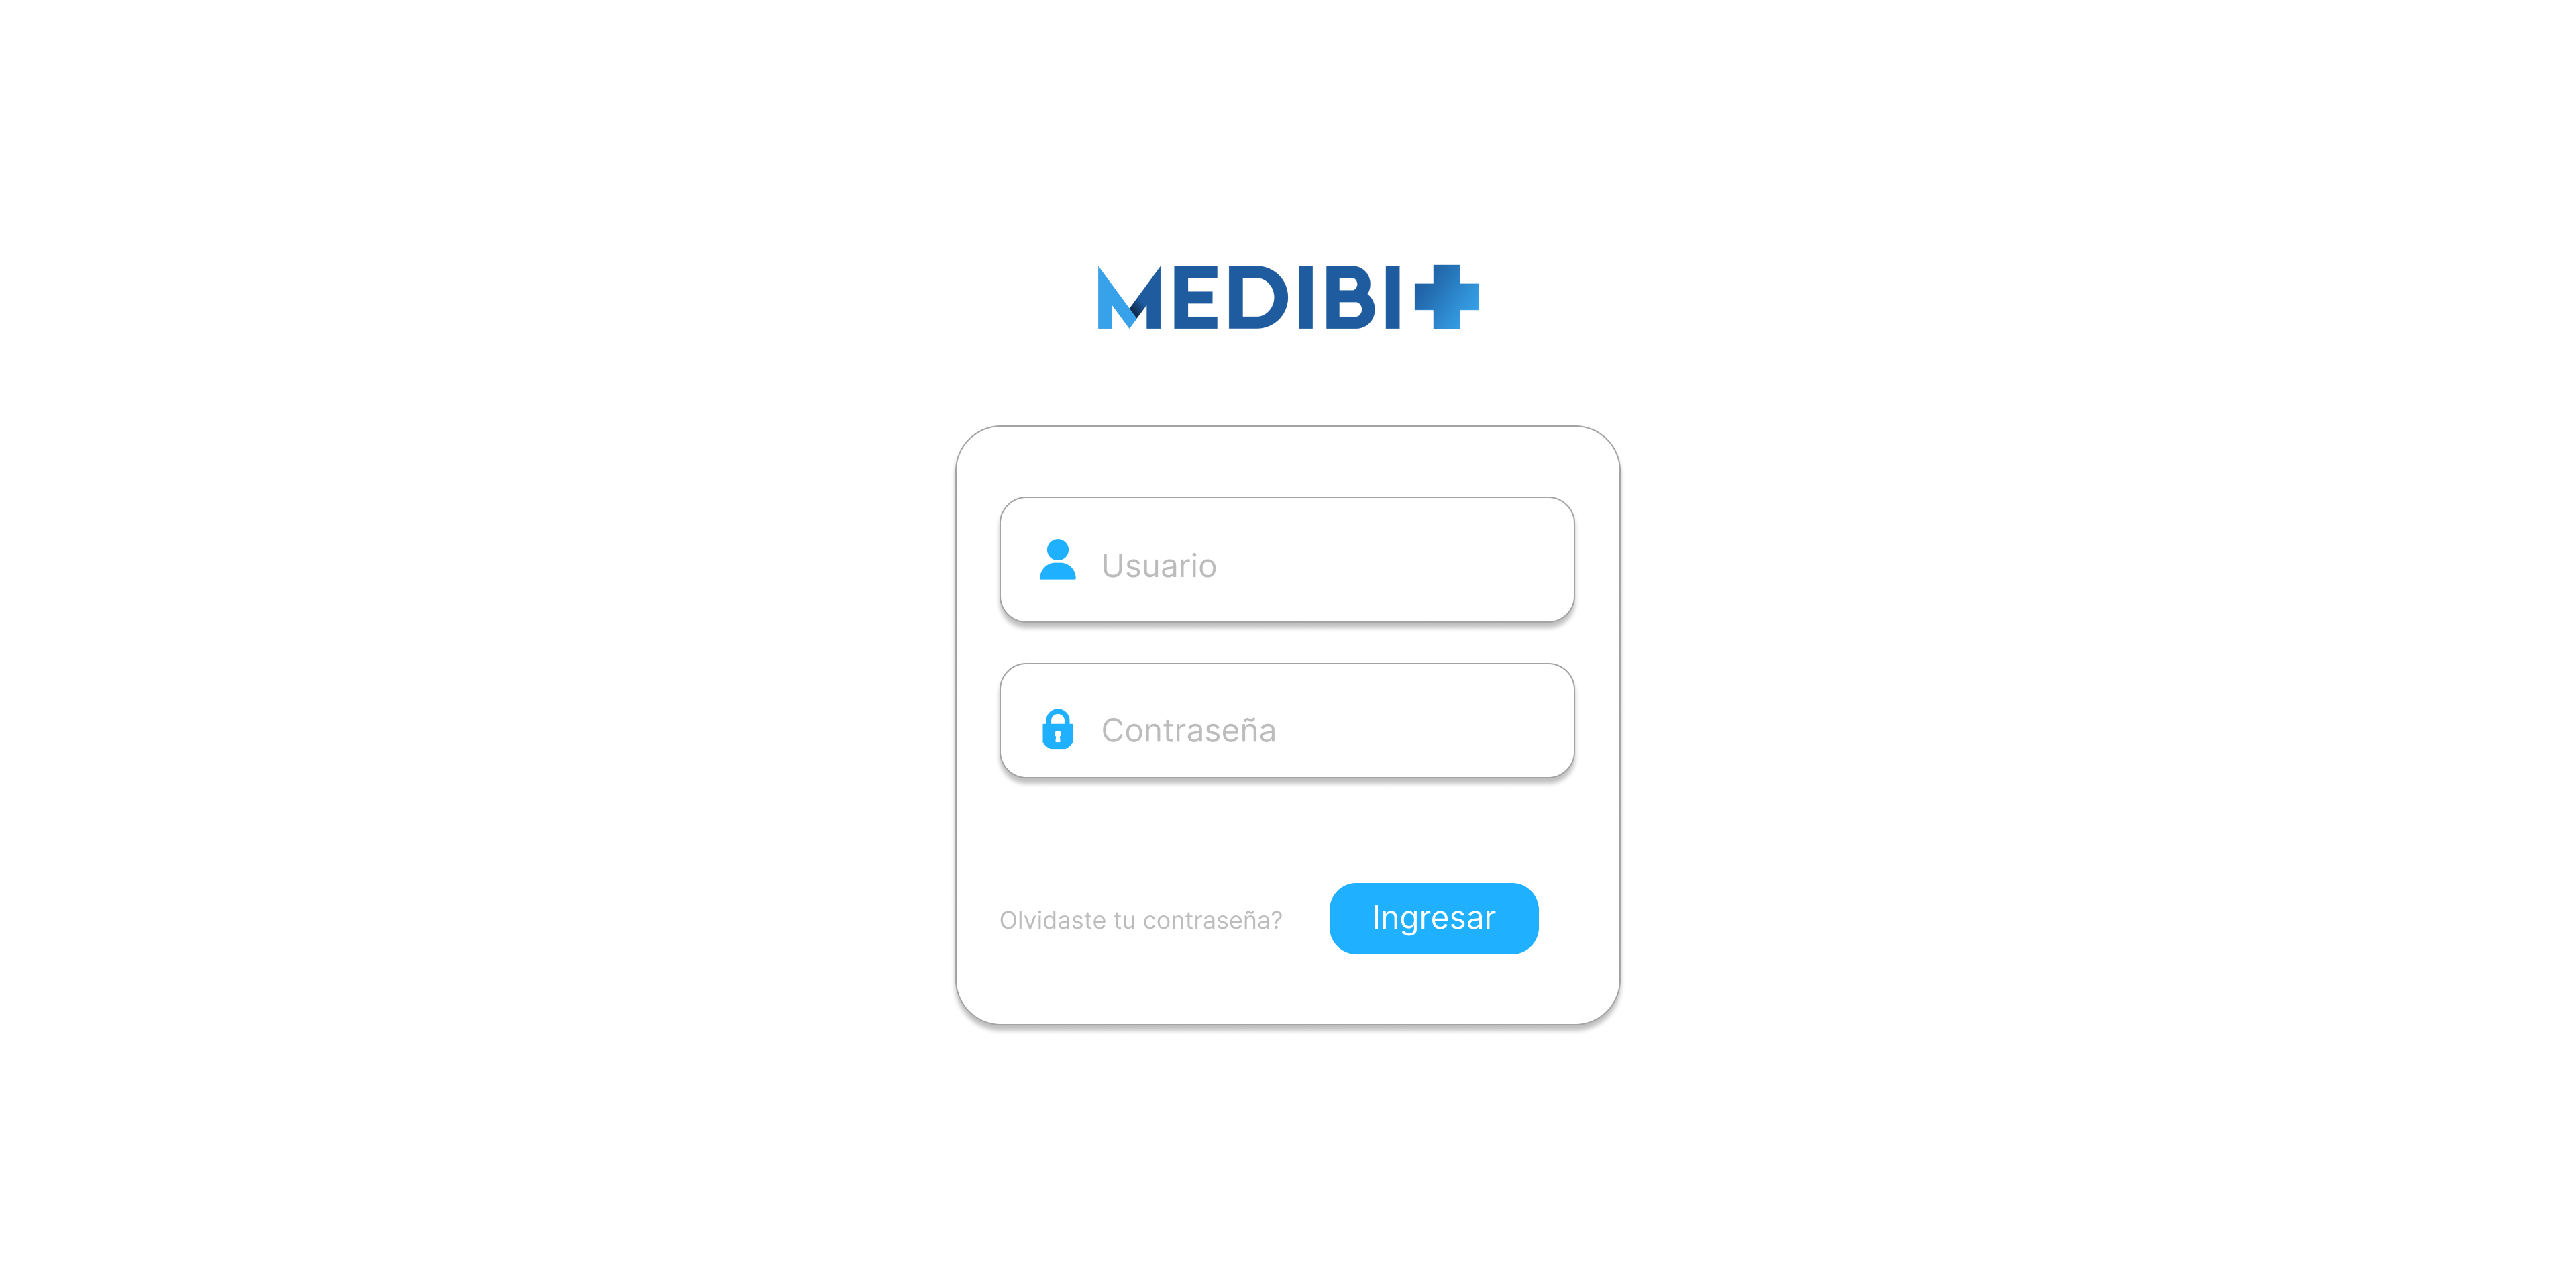 MEDIBI+
Usuario
Contraseña
Olvidaste tu contraseña?
Ingresar